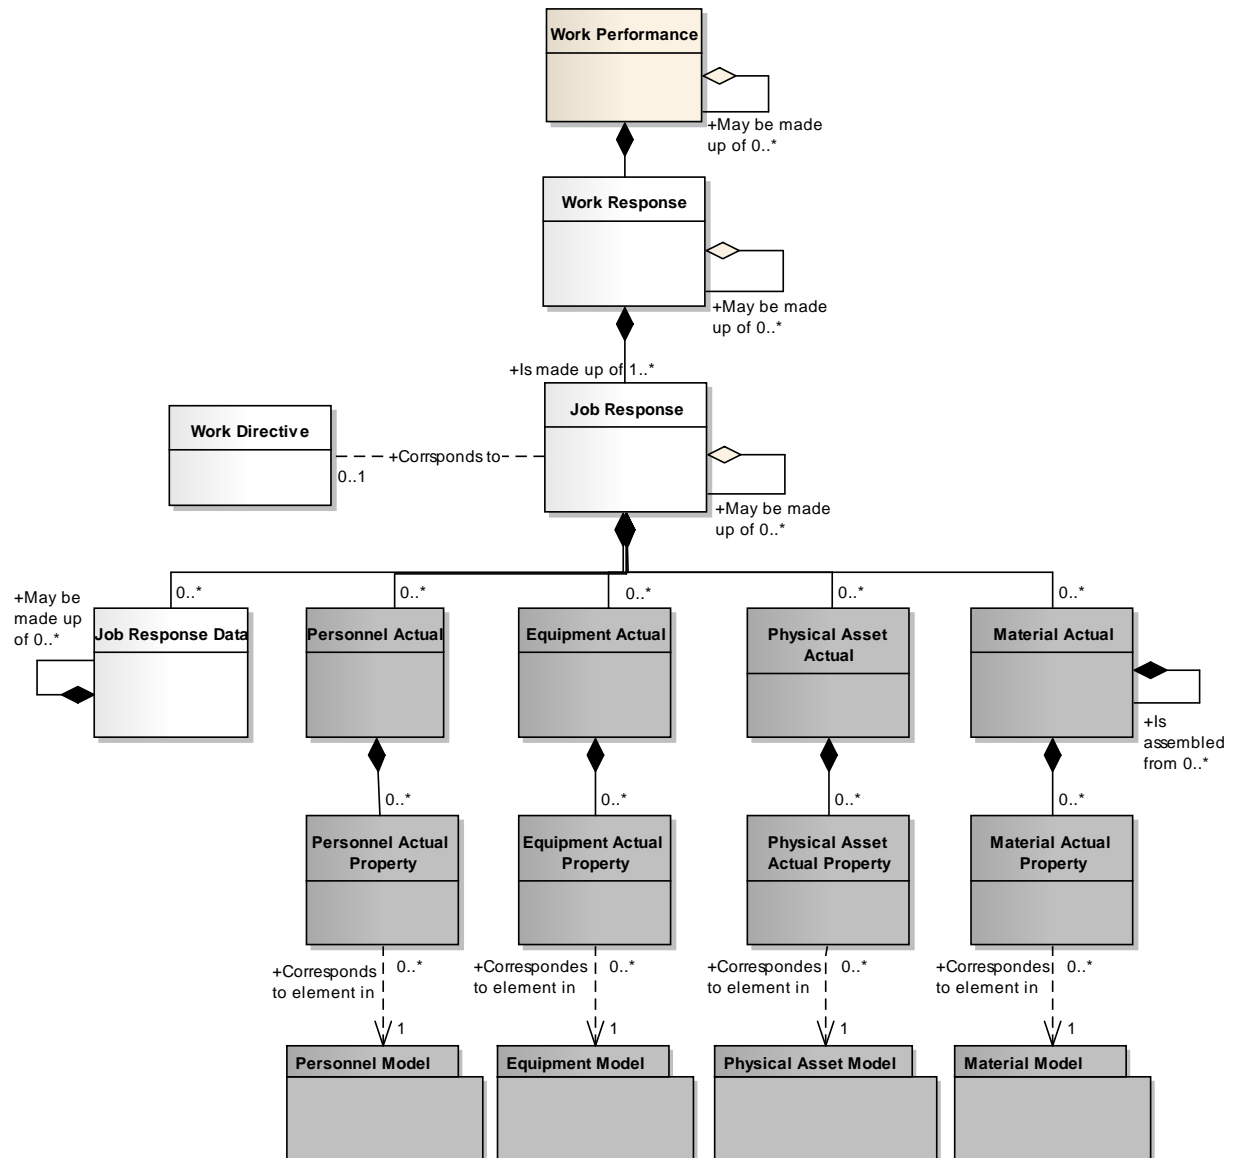 Work Performance
+May be made
up of 0..*
Work Response
+May be made
up of 0..*
+Is made up of 1..*
Job Response
Work Directive
+Corrsponds to
0..1
+May be made
up of 0..*
+May be
made up
of 0..*
0..*
0..*
0..*
0..*
0..*
Job Response Data
Personnel Actual
Equipment Actual
Physical Asset
Actual
Material Actual
+Is
assembled
from 0..*
0..*
0..*
0..*
0..*
Personnel Actual
Property
Equipment Actual
Property
Physical Asset
Actual Property
Material Actual
Property
+Corresponds
to element in
0..*
+Correspondes
to element in
0..*
+Correspondes
to element in
0..*
+Correspondes
to element in
0..*
1
1
1
1
Personnel Model
Equipment Model
Physical Asset Model
Material Model